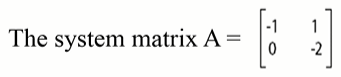 The system matrix A = [-1 1
0 -2]